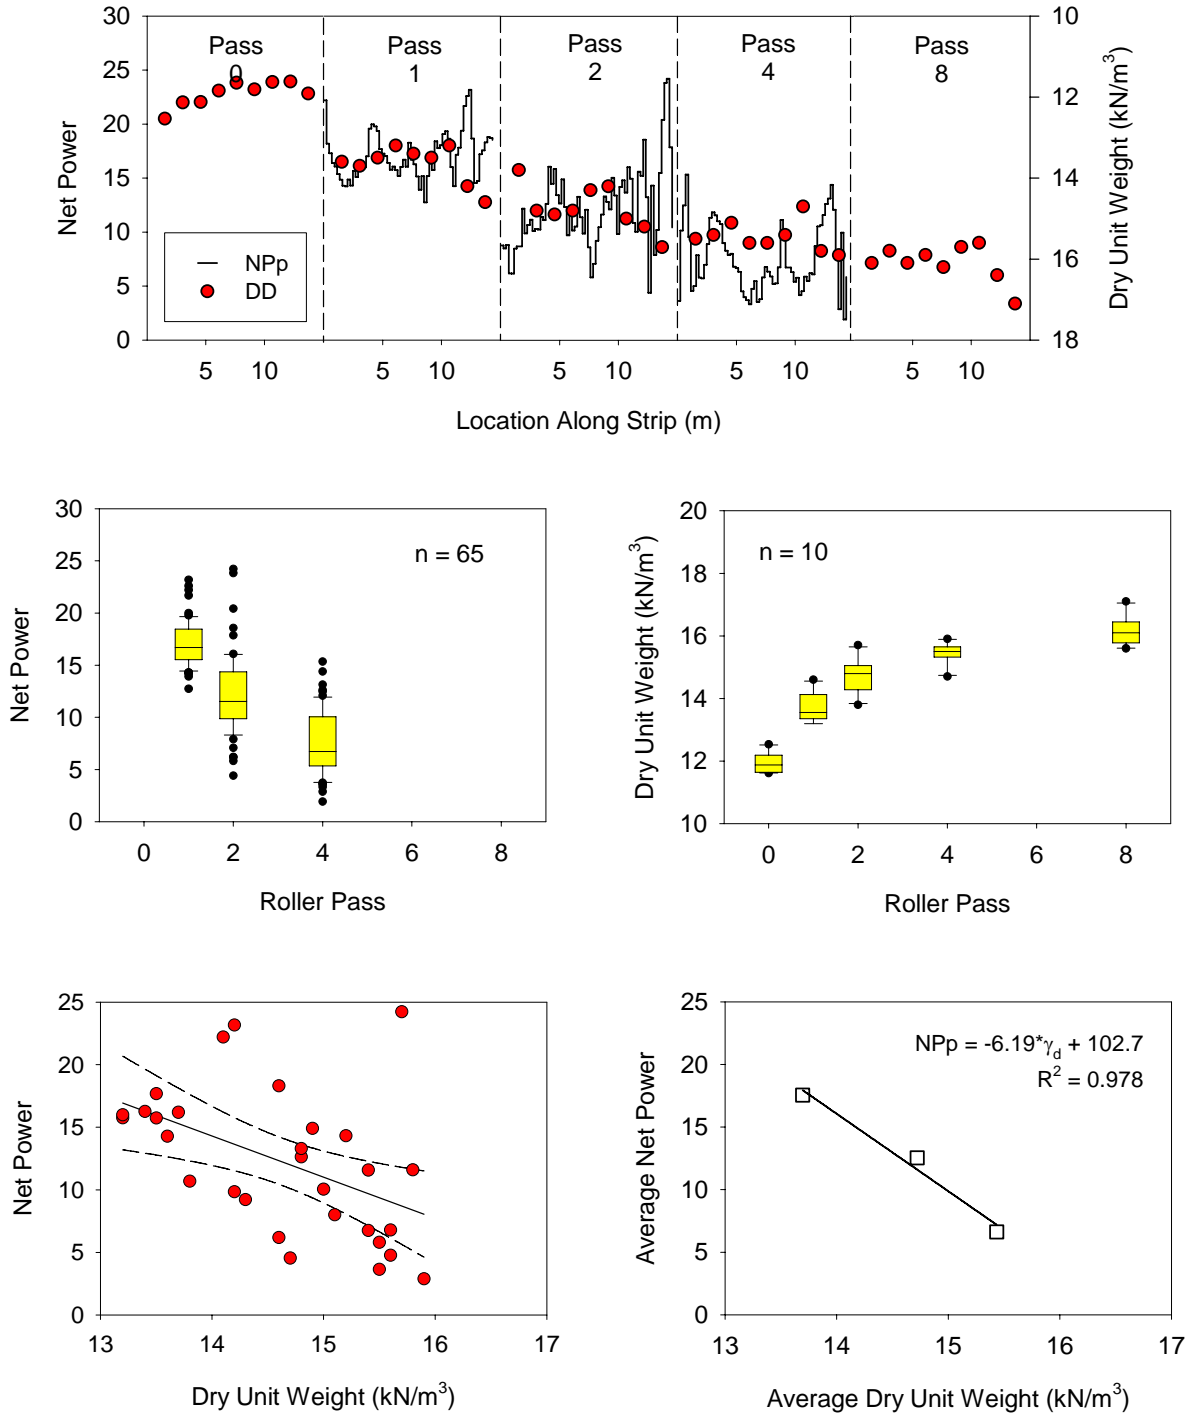 30
25
20
15
10
5
0
Net Power
Pass 0
Pass 1
Pass 2
Pass 4
Pass 8
NPp
DD
10
12
14
16
18
Dry Unit Weight (kN/m³)
5 10 5 10 5 10 5 10 5 10
Location Along Strip (m)
30
25
20
15
10
5
0
Net Power
n = 65
0 2 4 6 8
Roller Pass
20
18
16
14
12
10
Dry Unit Weight (kN/m³)
n = 10
0 2 4 6 8
Roller Pass
25
20
15
10
5
0
Net Power
13 14 15 16 17
Dry Unit Weight (kN/m³)
25
20
15
10
5
0
Average Net Power
NPp = -6.19*γd + 102.7
R² = 0.978
13 14 15 16 17
Average Dry Unit Weight (kN/m³)